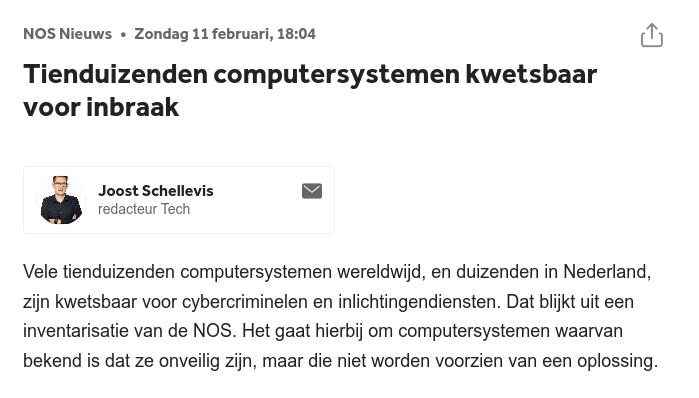 NOS Nieuws • Zondag 11 februari, 18:04
Tienduizenden computersystemen kwetsbaar
voor inbraak
Joost Schellevis
redacteur Tech
Vele tienduizenden computersystemen wereldwijd, en duizenden in Nederland,
zijn kwetsbaar voor cybercriminelen en inlichtingendiensten. Dat blijkt uit een
inventarisatie van de NOS. Het gaat hierbij om computersystemen waarvan
bekend is dat ze onveilig zijn, maar die niet worden voorzien van een oplossing.